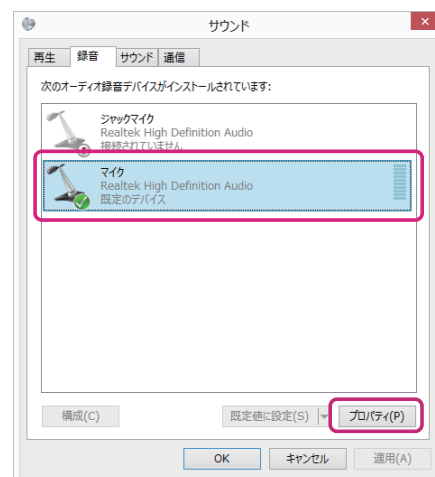 サウンド
再生 録音 サウンド 通信
次のオーディオ録音デバイスがインストールされています:
ジャックマイク
Realtek High Definition Audio
接続されていません
マイク
Realtek High Definition Audio
既定のデバイス
構成(C) 既定値に設定(S) プロパティ(P)
OK キャンセル 適用(A)